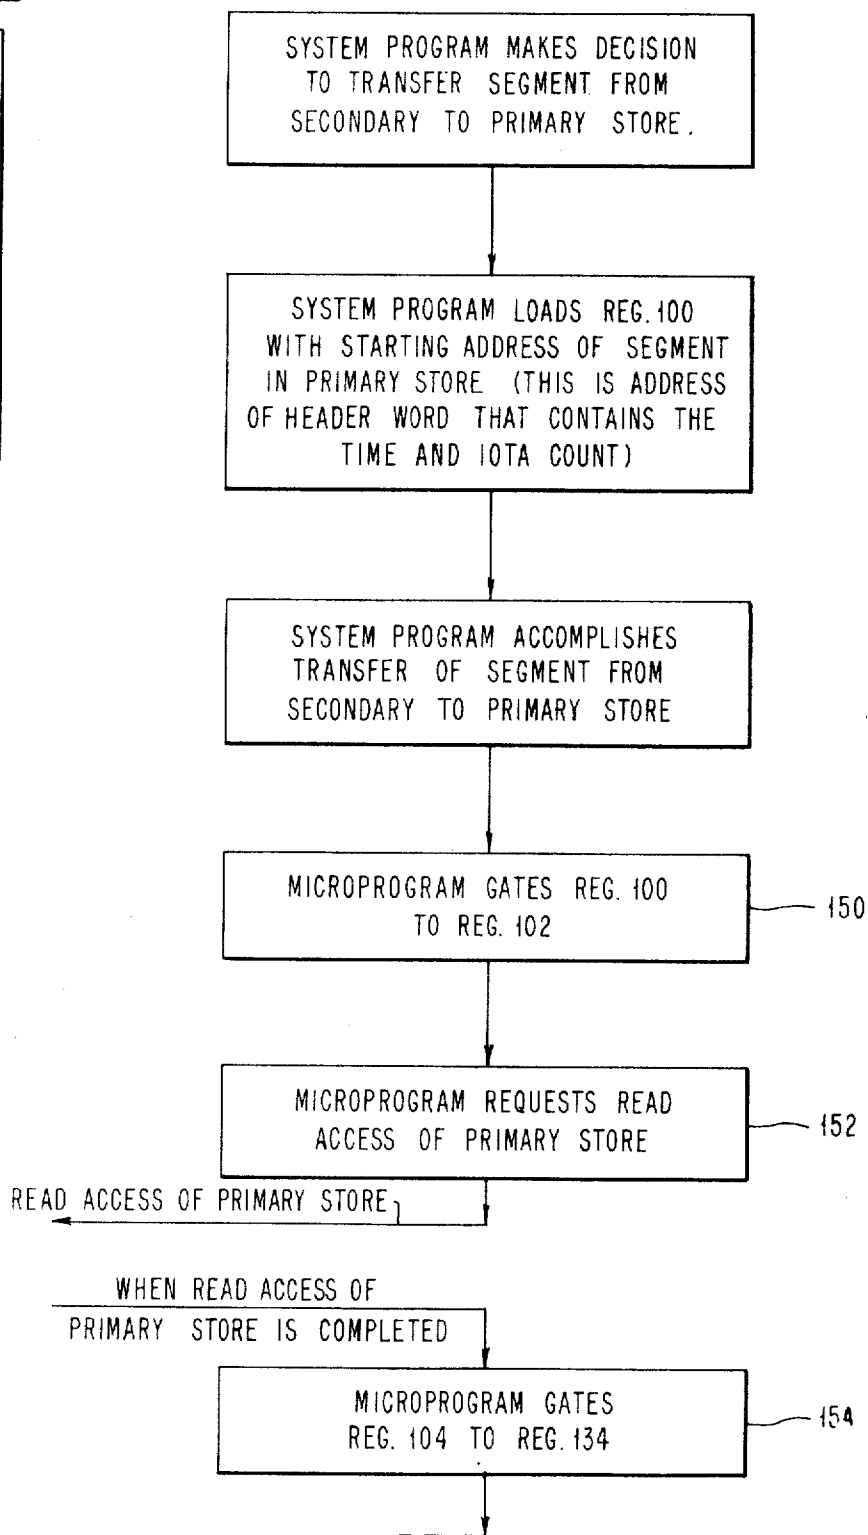 SYSTEM PROGRAM MAKES DECISION
TO TRANSFER SEGMENT FROM
SECONDARY TO PRIMARY STORE.
SYSTEM PROGRAM LOADS REG. 100
WITH STARTING ADDRESS OF SEGMENT
IN PRIMARY STORE (THIS IS ADDRESS
OF HEADER WORD THAT CONTAINS THE
TIME AND IOTA COUNT)
SYSTEM PROGRAM ACCOMPLISHES
TRANSFER OF SEGMENT FROM
SECONDARY TO PRIMARY STORE
MICROPROGRAM GATES REG. 100
TO REG. 102
150
MICROPROGRAM REQUESTS READ
ACCESS OF PRIMARY STORE
152
READ ACCESS OF PRIMARY STORE
WHEN READ ACCESS OF
PRIMARY STORE IS COMPLETED
MICROPROGRAM GATES
REG. 104 TO REG. 134
154